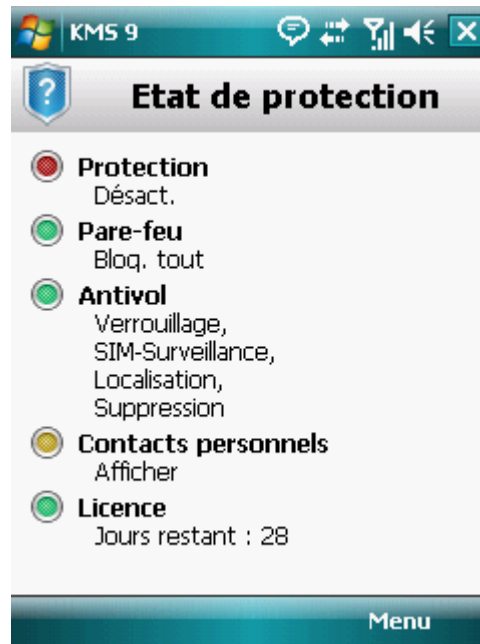 KMS 9
Etat de protection
Protection
Désact.
Pare-feu
Bloq. tout
Antivol
Verrouillage,
SIM-Surveillance,
Localisation,
Suppression
Contacts personnels
Afficher
Licence
Jours restant : 28
Menu